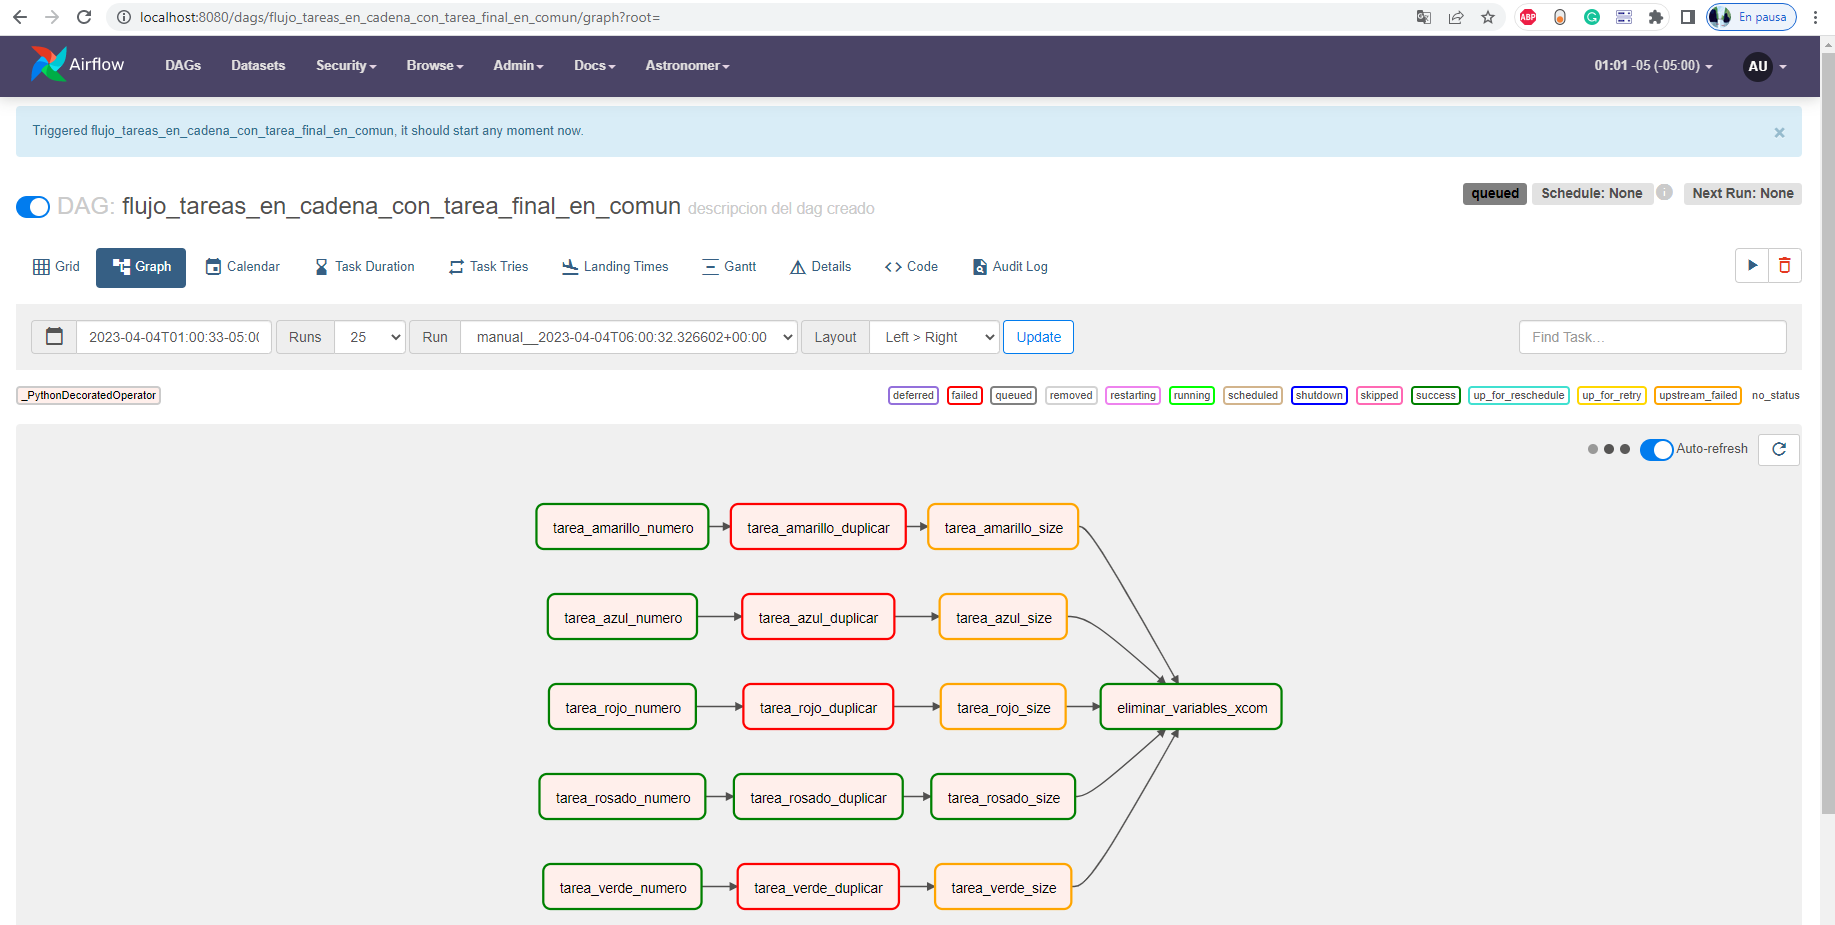 localhost:8080/dags/flujo_tareas_en_cadena_con_tarea_final_en_comun/graph?root=
ABP
En pausa
Airflow
DAGs
Datasets
Security
Browse
Admin
Docs
Astronomer
01:01 -05 (-05:00)
AU
Triggered flujo_tareas_en_cadena_con_tarea_final_en_comun, it should start any moment now.
×
DAG: flujo_tareas_en_cadena_con_tarea_final_en_comun descripcion del dag creado
queued
Schedule: None
i
Next Run: None
Grid
Graph
Calendar
Task Duration
Task Tries
Landing Times
Gantt
Details
Code
Audit Log
2023-04-04T01:00:33-05:00
Runs
25
Run
manual__2023-04-04T06:00:32.326602+00:00
Layout
Left > Right
Update
Find Task...
_PythonDecoratedOperator
deferred
failed
queued
removed
restarting
running
scheduled
shutdown
skipped
success
up_for_reschedule
up_for_retry
upstream_failed
no_status
Auto-refresh
tarea_amarillo_numero
tarea_amarillo_duplicar
tarea_amarillo_size
tarea_azul_numero
tarea_azul_duplicar
tarea_azul_size
tarea_rojo_numero
tarea_rojo_duplicar
tarea_rojo_size
eliminar_variables_xcom
tarea_rosado_numero
tarea_rosado_duplicar
tarea_rosado_size
tarea_verde_numero
tarea_verde_duplicar
tarea_verde_size